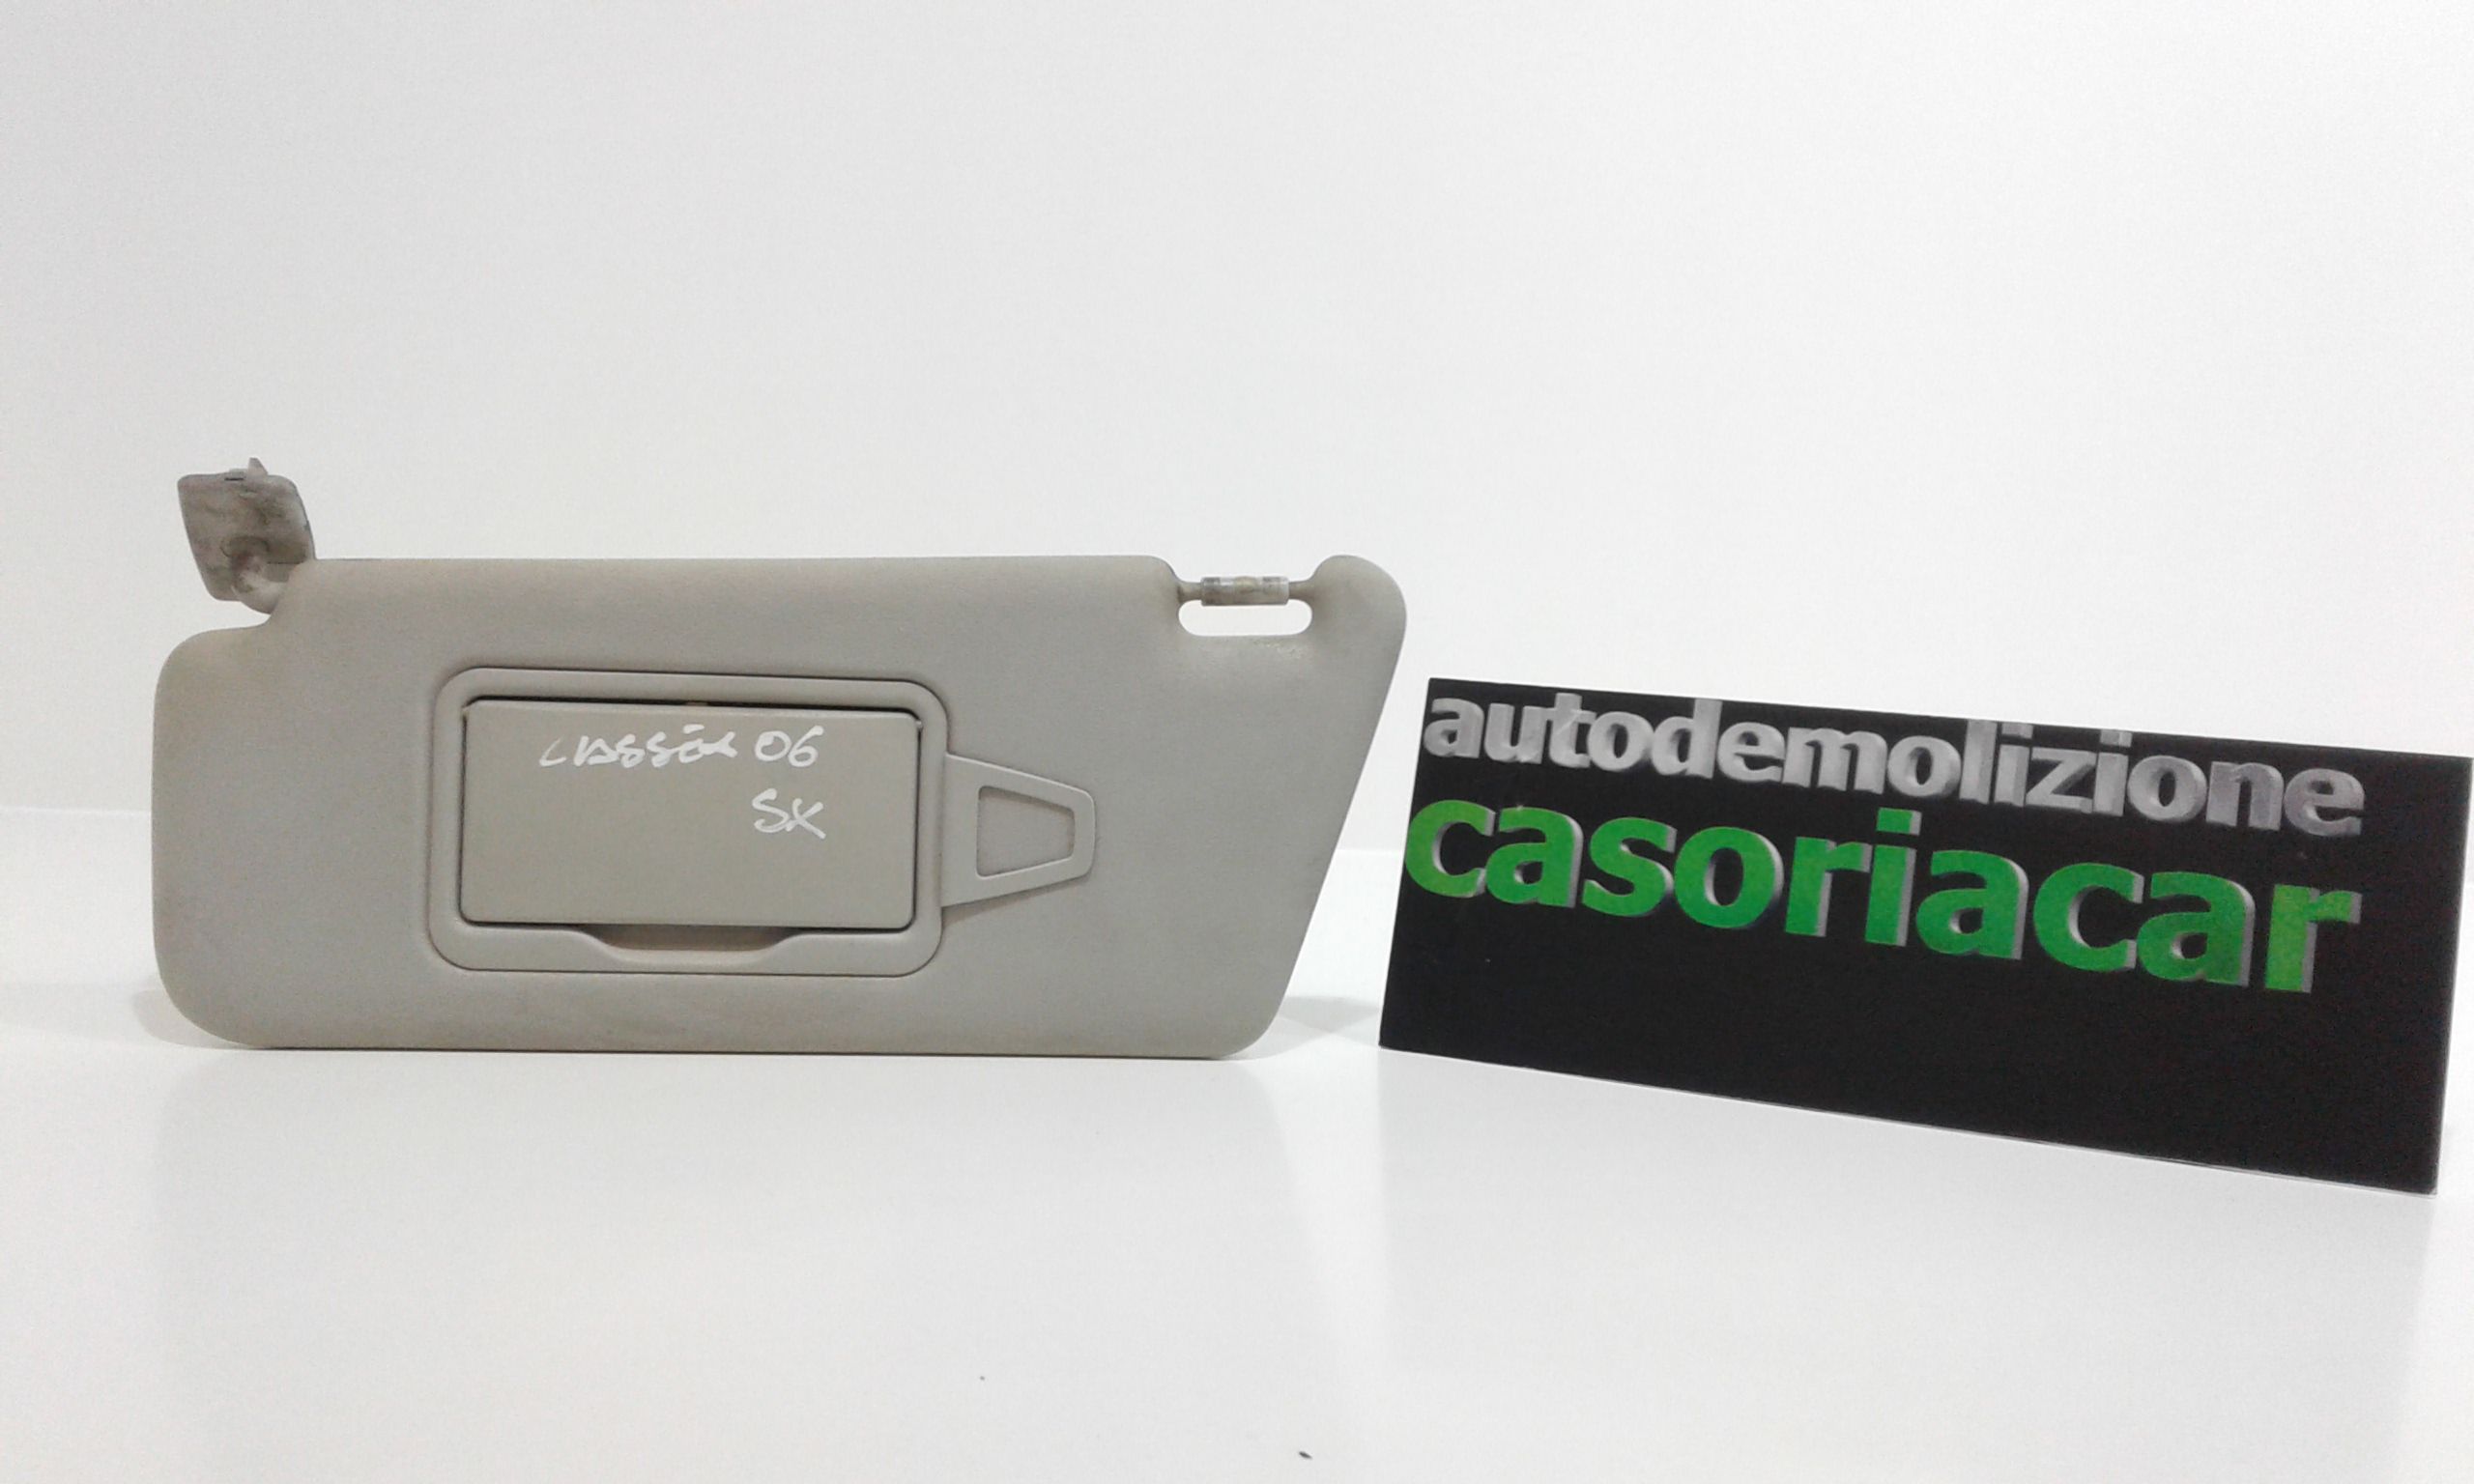 06
SX
autodemolizione
casoriacar